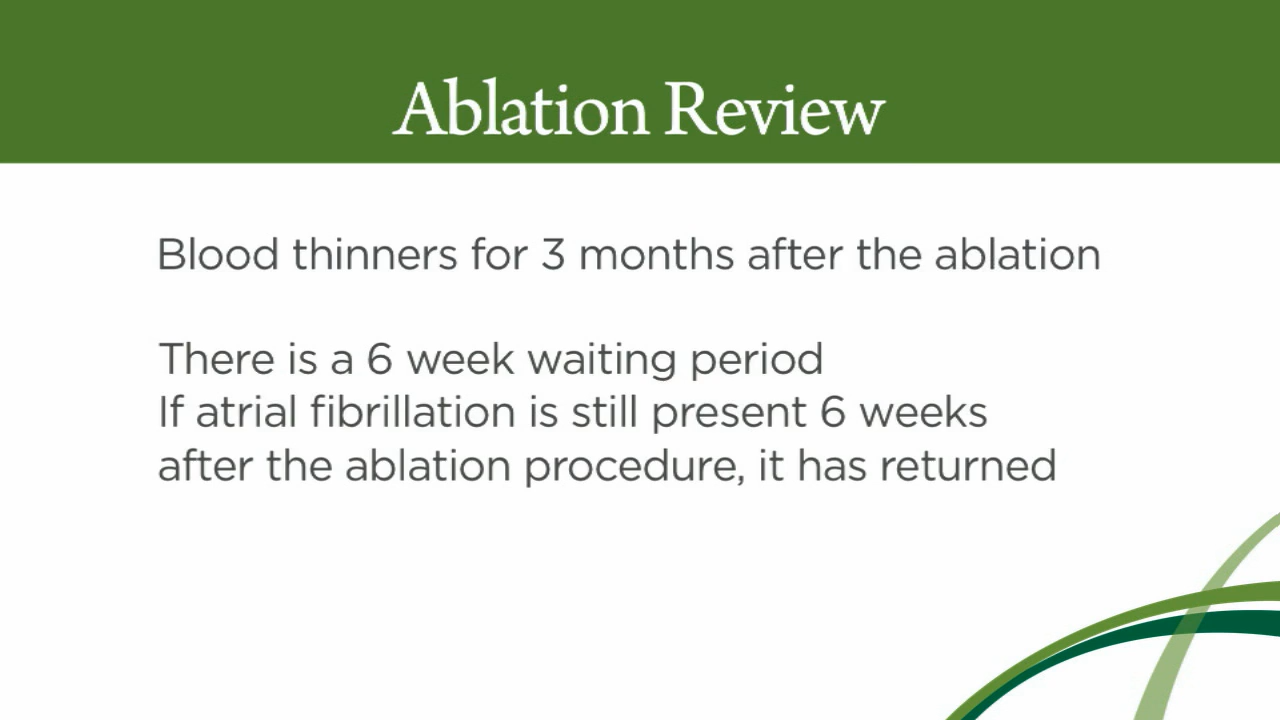 Ablation Review
Blood thinners for 3 months after the ablation
There is a 6 week waiting period
If atrial fibrillation is still present 6 weeks
after the ablation procedure, it has returned